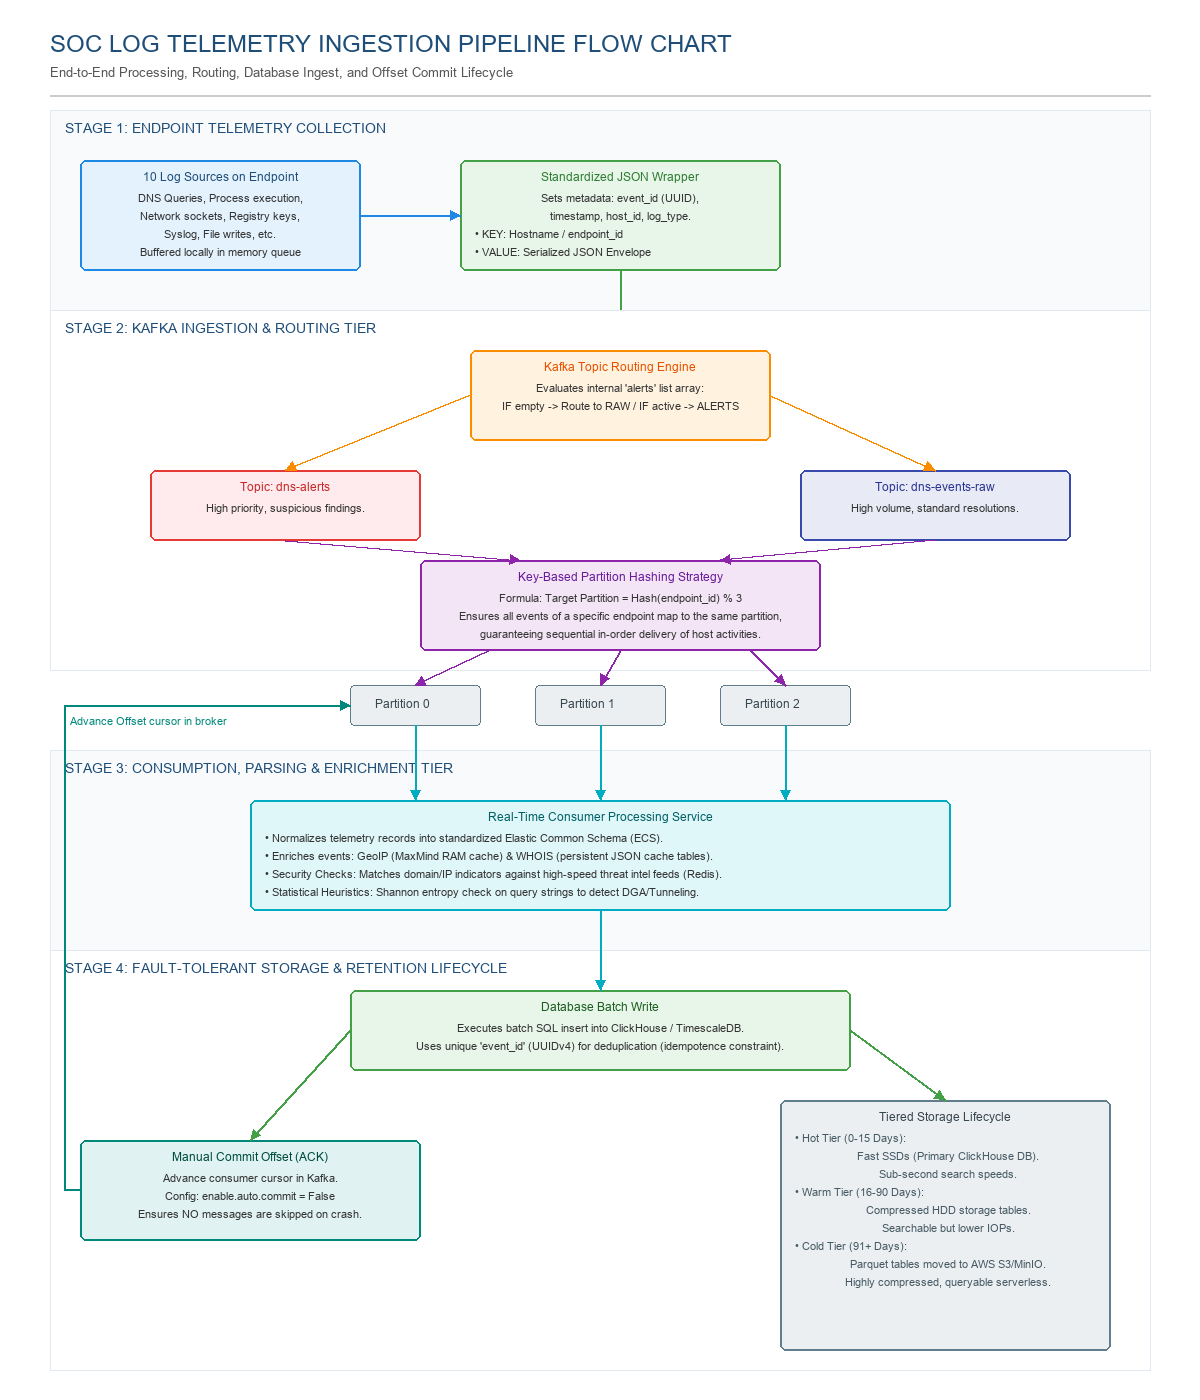 SOC LOG TELEMETRY INGESTION PIPELINE FLOW CHART
End-to-End Processing, Routing, Database Ingest, and Offset Commit Lifecycle
STAGE 1: ENDPOINT TELEMETRY COLLECTION
10 Log Sources on Endpoint
DNS Queries, Process execution,
Network sockets, Registry keys,
Syslog, File writes, etc.
Buffered locally in memory queue
Standardized JSON Wrapper
Sets metadata: event_id (UUID),
timestamp, host_id, log_type.
• KEY: Hostname / endpoint_id
• VALUE: Serialized JSON Envelope
STAGE 2: KAFKA INGESTION & ROUTING TIER
Kafka Topic Routing Engine
Evaluates internal 'alerts' list array:
IF empty -> Route to RAW / IF active -> ALERTS
Topic: dns-alerts
High priority, suspicious findings.
Topic: dns-events-raw
High volume, standard resolutions.
Key-Based Partition Hashing Strategy
Formula: Target Partition = Hash(endpoint_id) % 3
Ensures all events of a specific endpoint map to the same partition,
guaranteeing sequential in-order delivery of host activities.
Partition 0
Partition 1
Partition 2
Advance Offset cursor in broker
STAGE 3: CONSUMPTION, PARSING & ENRICHMENT TIER
Real-Time Consumer Processing Service
• Normalizes telemetry records into standardized Elastic Common Schema (ECS).
• Enriches events: GeoIP (MaxMind RAM cache) & WHOIS (persistent JSON cache tables).
• Security Checks: Matches domain/IP indicators against high-speed threat intel feeds (Redis).
• Statistical Heuristics: Shannon entropy check on query strings to detect DGA/Tunneling.
STAGE 4: FAULT-TOLERANT STORAGE & RETENTION LIFECYCLE
Database Batch Write
Executes batch SQL insert into ClickHouse / TimescaleDB.
Uses unique 'event_id' (UUIDv4) for deduplication (idempotence constraint).
Manual Commit Offset (ACK)
Advance consumer cursor in Kafka.
Config: enable.auto.commit = False
Ensures NO messages are skipped on crash.
Tiered Storage Lifecycle
• Hot Tier (0-15 Days):
Fast SSDs (Primary ClickHouse DB).
Sub-second search speeds.
• Warm Tier (16-90 Days):
Compressed HDD storage tables.
Searchable but lower IOPs.
• Cold Tier (91+ Days):
Parquet tables moved to AWS S3/MinIO.
Highly compressed, queryable serverless.